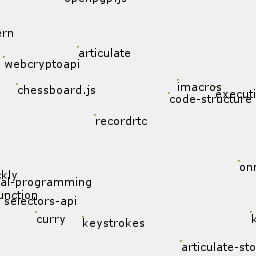 openpgpjs
ern
articulate
webcryptoapi
imacros
chessboard.js
executi
code-structure
recordrtc
onr
kly
al-programming
unction
selectors-api
curry
keystrokes
k
articulate-sto